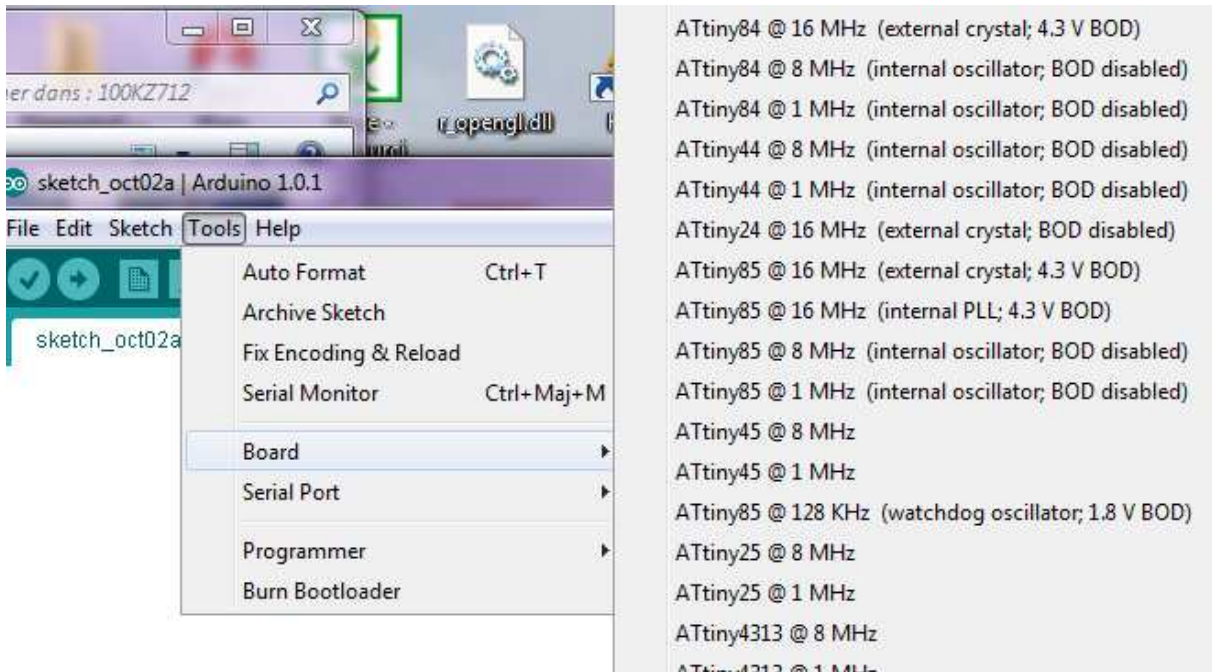 er dans : 100KZ712
r_opengl.dll
sketch_oct02a | Arduino 1.0.1
File Edit Sketch Tools Help
sketch_oct02a
Auto Format Ctrl+T
Archive Sketch
Fix Encoding & Reload
Serial Monitor Ctrl+Maj+M
Board
Serial Port
Programmer
Burn Bootloader
ATtiny84 @ 16 MHz (external crystal; 4.3 V BOD)
ATtiny84 @ 8 MHz (internal oscillator; BOD disabled)
ATtiny84 @ 1 MHz (internal oscillator; BOD disabled)
ATtiny44 @ 8 MHz (internal oscillator; BOD disabled)
ATtiny44 @ 1 MHz (internal oscillator; BOD disabled)
ATtiny24 @ 16 MHz (external crystal; BOD disabled)
ATtiny85 @ 16 MHz (external crystal; 4.3 V BOD)
ATtiny85 @ 16 MHz (internal PLL; 4.3 V BOD)
ATtiny85 @ 8 MHz (internal oscillator; BOD disabled)
ATtiny85 @ 1 MHz (internal oscillator; BOD disabled)
ATtiny45 @ 8 MHz
ATtiny45 @ 1 MHz
ATtiny85 @ 128 KHz (watchdog oscillator; 1.8 V BOD)
ATtiny25 @ 8 MHz
ATtiny25 @ 1 MHz
ATtiny4313 @ 8 MHz
ATtiny4313 @ 1 MHz